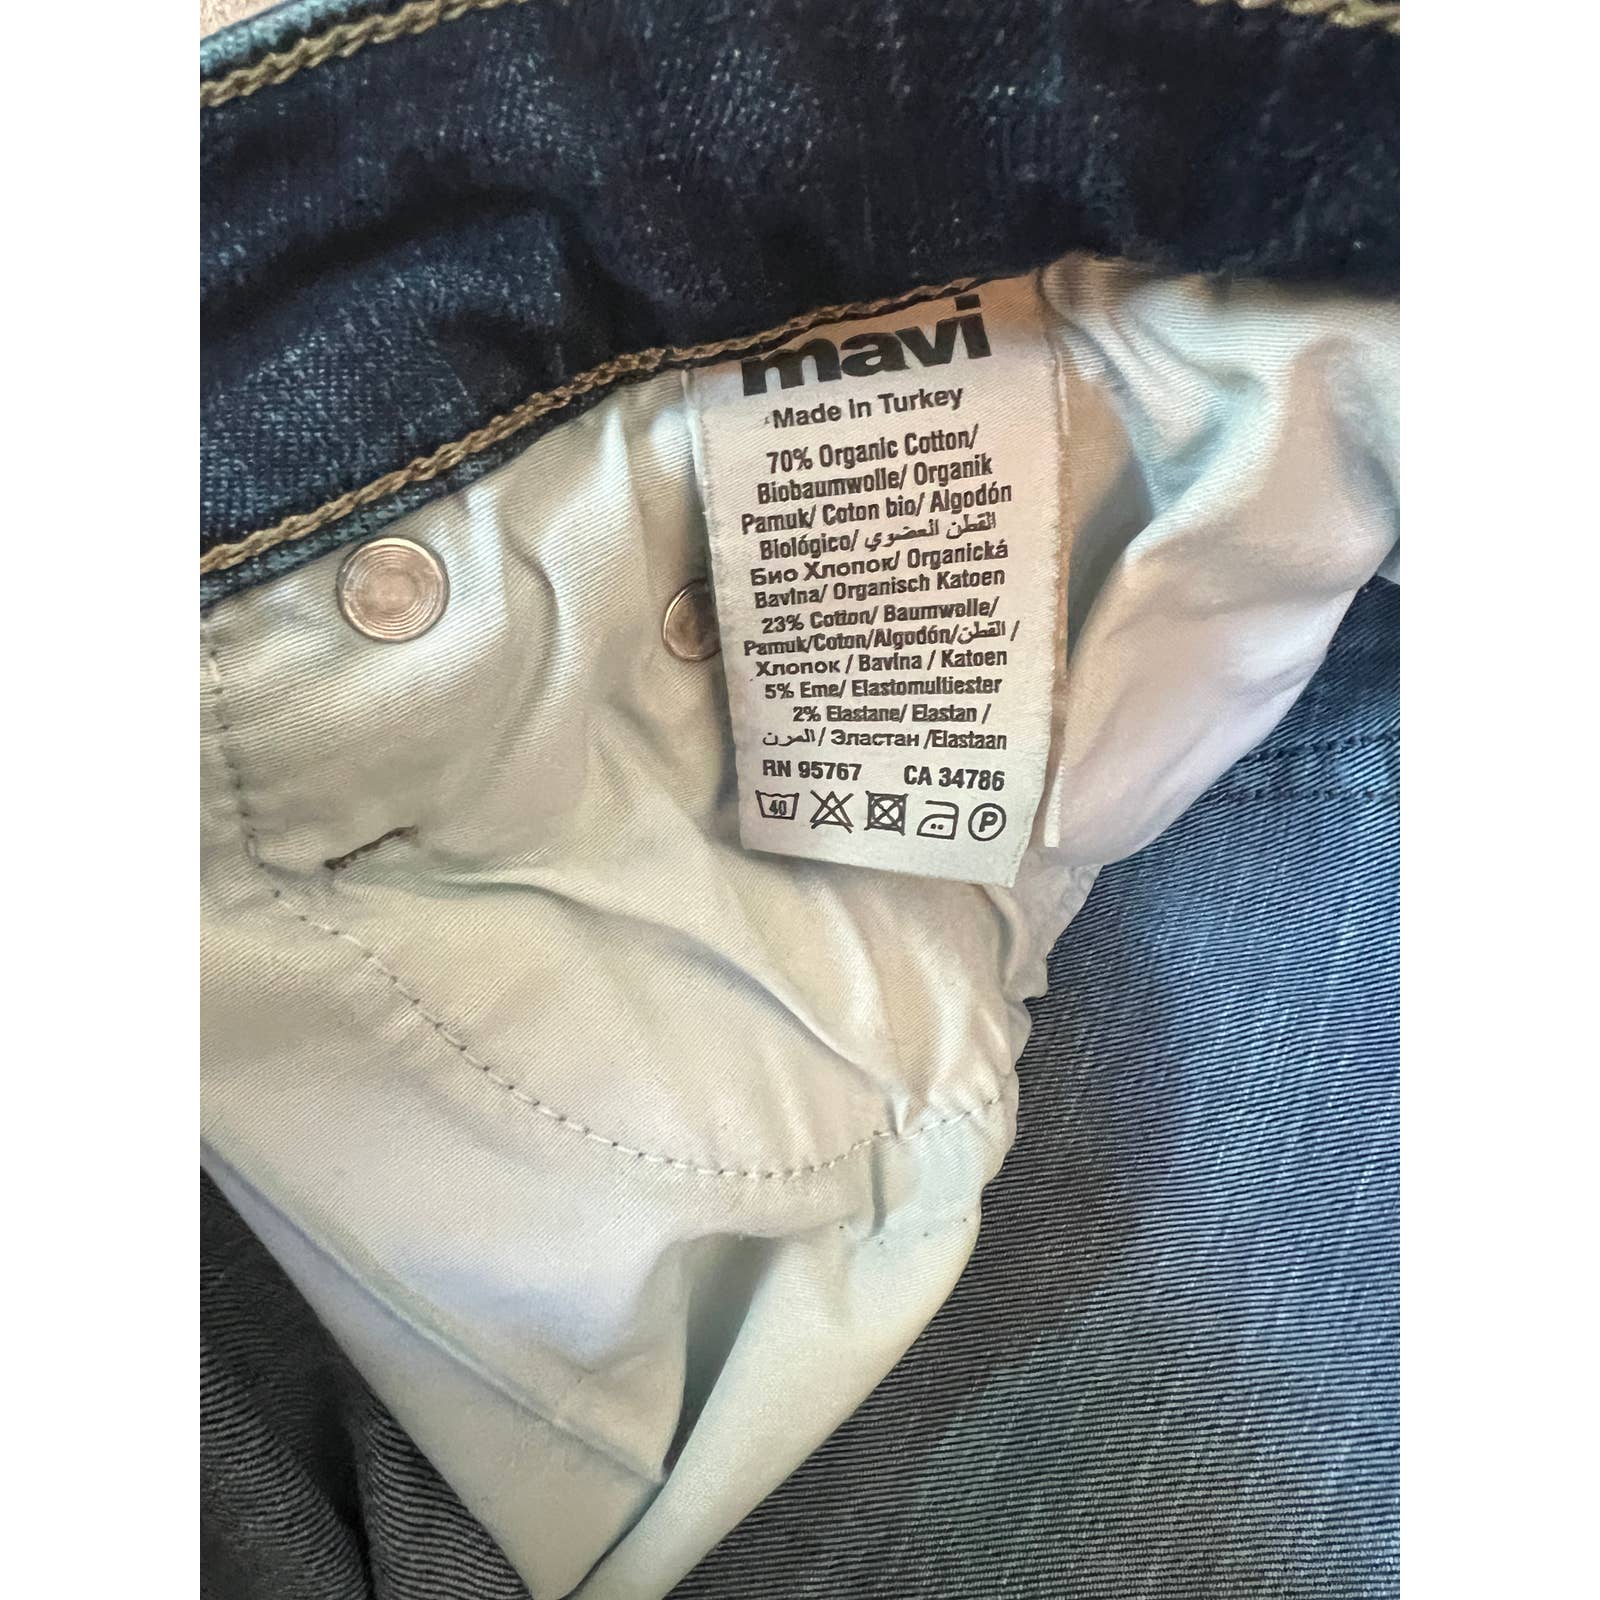 mavi
Made in Turkey
70% Organic Cotton/
Biobaumwolle/ Organik
Pamuk/ Coton bio/ Algodón
Biológico/ القطن العضوي
Био Хлопок/ Organická
Bavlna/ Organisch Katoen
23% Cotton/ Baumwolle/
Pamuk/Coton/Algodón/القطن /
Хлопок / Bavlna / Katoen
5% Eme/ Elastomultiester
2% Elastane/ Elastan /
المرن / Эластан /Elastaan
RN 95767 CA 34786
40 P